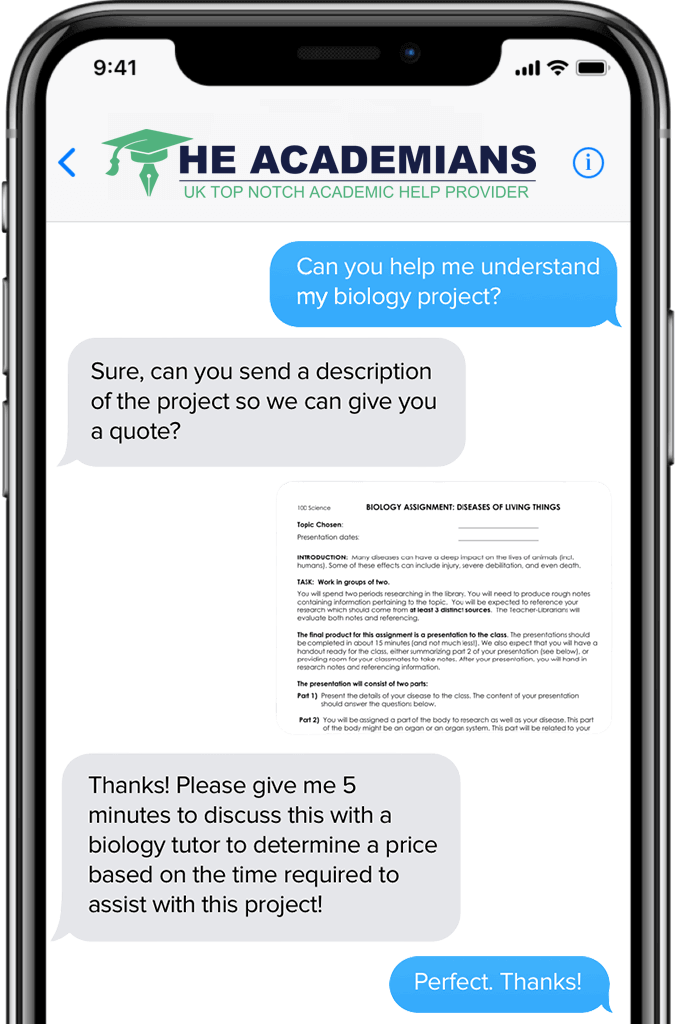 9:41
HE ACADEMIANS
UK TOP NOTCH ACADEMIC HELP PROVIDER
Can you help me understand
my biology project?
Sure, can you send a description
of the project so we can give you
a quote?
100 Science BIOLOGY ASSIGNMENT: DISEASES OF LIVING THINGS
Topic Chosen:
Presentation dates:
INTRODUCTION: Many diseases can have a deep impact on the lives of animals (incl.
humans). Some of these effects can include injury, severe debilitation, and even death.
TASK: Work in groups of two.
You will spend two periods researching in the library. You will need to produce rough notes
containing information pertaining to the topic. You will be expected to reference your
research which should come from at least 3 distinct sources. The Teacher-Librarians will
evaluate both notes and referencing.
The final product for this assignment is a presentation to the class. The presentations should
be completed in about 15 minutes (and not much less!). We also expect that you will have a
handout ready for the class, either summarizing part 2 of your presentation (see below), or
providing room for your classmates to take notes. After your presentation, you will hand in
research notes and referencing information.
The presentation will consist of two parts:
Part 1) Present the details of your disease to the class. The content of your presentation
should answer the questions below.
Part 2) You will be assigned a part of the body to research as well as your disease. This part
of the body might be an organ or an organ system. This part will be related to your
Thanks! Please give me 5
minutes to discuss this with a
biology tutor to determine a price
based on the time required to
assist with this project!
Perfect. Thanks!